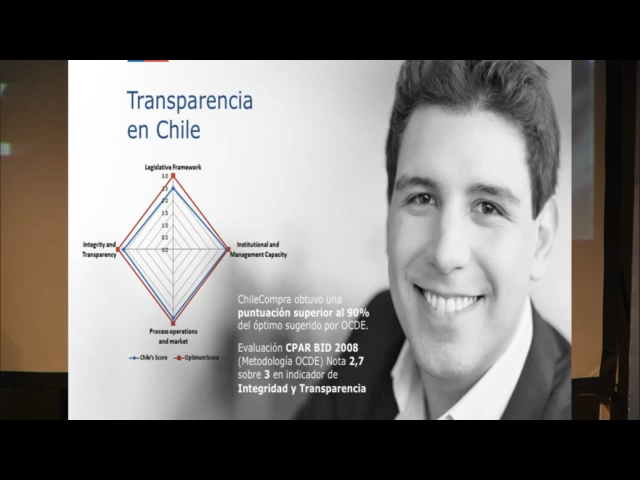 Transparencia
en Chile
Legislative Framework
3.0
2.5
2.0
1.5
1.0
0.5
0.0
Integrity and
Transparency
Institutional and
Management Capacity
Process operations
and market
Chile's Score
Optimum Score
ChileCompra obtuvo una
puntuación superior al 90%
del óptimo sugerido por OCDE.
Evaluación CPAR BID 2008
(Metodología OCDE) Nota 2,7
sobre 3 en indicador de
Integridad y Transparencia